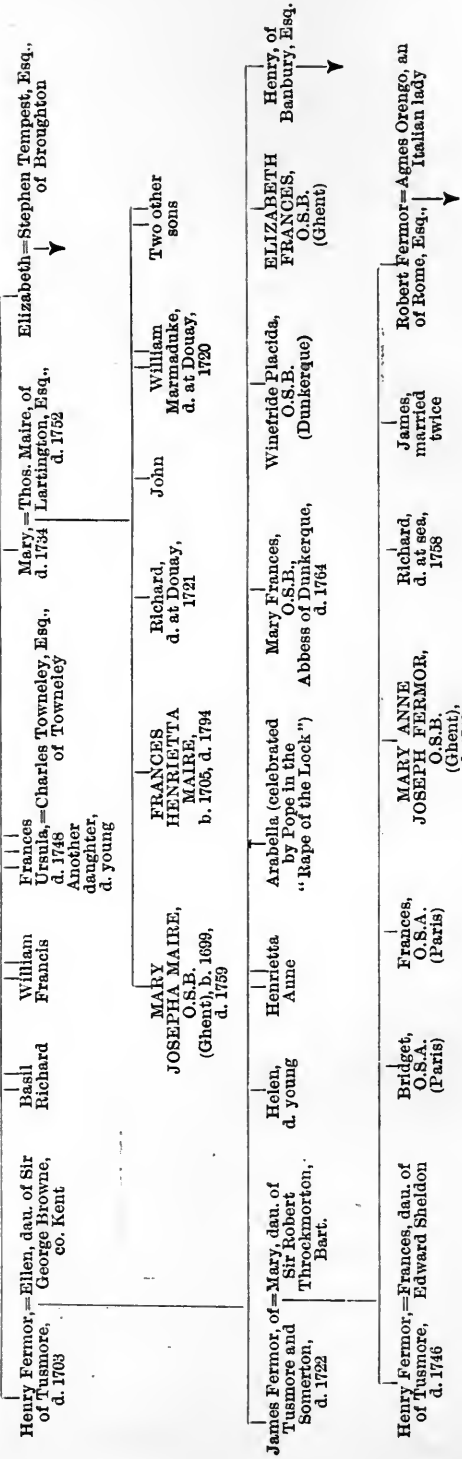 Henry Fermor,=Ellen, dau. of Sir
of Tusmore, George Browne,
d. 1703 co. Kent
Basil
Richard
William
Francis
Frances
Ursula,=Charles Towneley, Esq.,
d. 1748 of Towneley
Another
daughter,
d. young
Mary,=Thos. Maire, of
d. 1734 Lartington, Esq.,
d. 1752
Elizabeth=Stephen Tempest, Esq.,
of Broughton
MARY
JOSEPHA MAIRE,
O.S.B.
(Ghent), b. 1699,
d. 1759
FRANCES
HENRIETTA
MAIRE,
b. 1705, d. 1794
Richard,
d. at Douay,
1721
John
William
Marmaduke,
d. at Douay,
1720
Two other
sons
James Fermor, of=Mary, dau. of
Tusmore and Sir Robert
Somerton, Throckmorton,
d. 1722 Bart.
Helen,
d. young
Henrietta
Anne
Arabella (celebrated
by Pope in the
"Rape of the Lock")
Mary Frances,
O.S.B.,
Abbess of Dunkerque,
d. 1764
Winefride Placida,
O.S.B.
(Dunkerque)
ELIZABETH
FRANCES,
O.S.B.
(Ghent)
Henry, of
Banbury, Esq.
Henry Fermor,=Frances, dau. of
of Tusmore, Edward Sheldon
d. 1746
Bridget,
O.S.A.
(Paris)
Frances,
O.S.A.
(Paris)
MARY ANNE
JOSEPH FERMOR,
O.S.B.
(Ghent),
Richard,
d. at sea,
1758
James,
married
twice
Robert Fermor=Agnes Orengo, an
of Rome, Esq., Italian lady